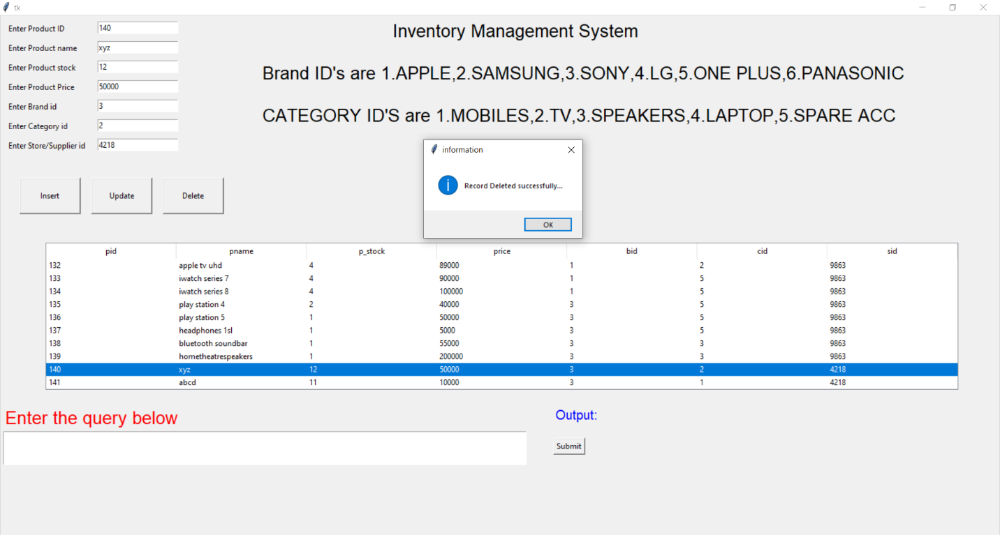 tk
Enter Product ID 140
Enter Product name xyz
Enter Product stock 12
Enter Product Price 50000
Enter Brand id 3
Enter Category id 2
Enter Store/Supplier id 4218
Inventory Management System
Brand ID's are 1.APPLE,2.SAMSUNG,3.SONY,4.LG,5.ONE PLUS,6.PANASONIC
CATEGORY ID'S are 1.MOBILES,2.TV,3.SPEAKERS,4.LAPTOP,5.SPARE ACC
information
Record Deleted successfully...
OK
Insert Update Delete
pid pname p_stock price bid cid sid
132 apple tv uhd 4 89000 1 2 9863
133 iwatch series 7 4 90000 1 5 9863
134 iwatch series 8 4 100000 1 5 9863
135 play station 4 2 40000 3 5 9863
136 play station 5 1 50000 3 5 9863
137 headphones 1sl 1 5000 3 5 9863
138 bluetooth soundbar 1 55000 3 3 9863
139 hometheatrespeakers 1 200000 3 3 9863
140 xyz 12 50000 3 2 4218
141 abcd 11 10000 3 1 4218
Enter the query below
Output:
Submit